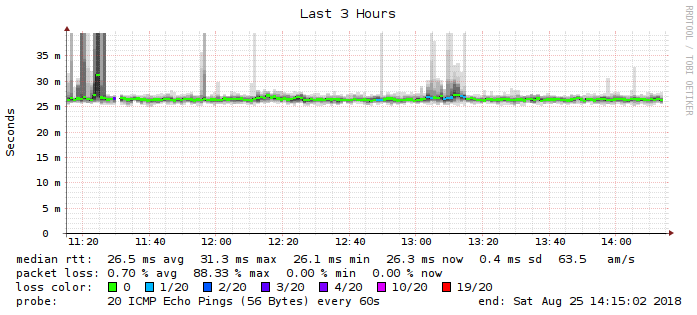 Last 3 Hours
RRDTOOL / TOBI OETIKER
Seconds
35 m
30 m
25 m
20 m
15 m
10 m
5 m
0
11:20 11:40 12:00 12:20 12:40 13:00 13:20 13:40 14:00
median rtt: 26.5 ms avg 31.3 ms max 26.1 ms min 26.3 ms now 0.4 ms sd 63.5 am/s
packet loss: 0.70 % avg 88.33 % max 0.00 % min 0.00 % now
loss color: 0 1/20 2/20 3/20 4/20 10/20 19/20
probe: 20 ICMP Echo Pings (56 Bytes) every 60s end: Sat Aug 25 14:15:02 2018